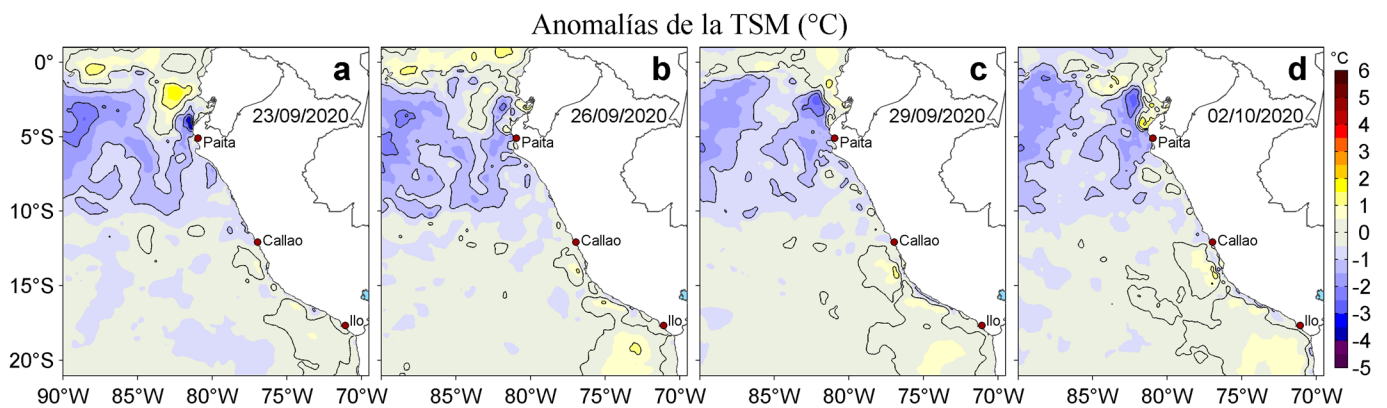 Anomalías de la TSM (°C)
a
b
c
d
°C
23/09/2020
26/09/2020
29/09/2020
02/10/2020
0°
5°S
10°S
15°S
20°S
Paita
Callao
Ilo
Paita
Callao
Ilo
Paita
Callao
Ilo
Paita
Callao
Ilo
90°W
85°W
80°W
75°W
70°W
85°W
80°W
75°W
70°W
85°W
80°W
75°W
70°W
85°W
80°W
75°W
70°W
6
5
4
3
2
1
0
-1
-2
-3
-4
-5